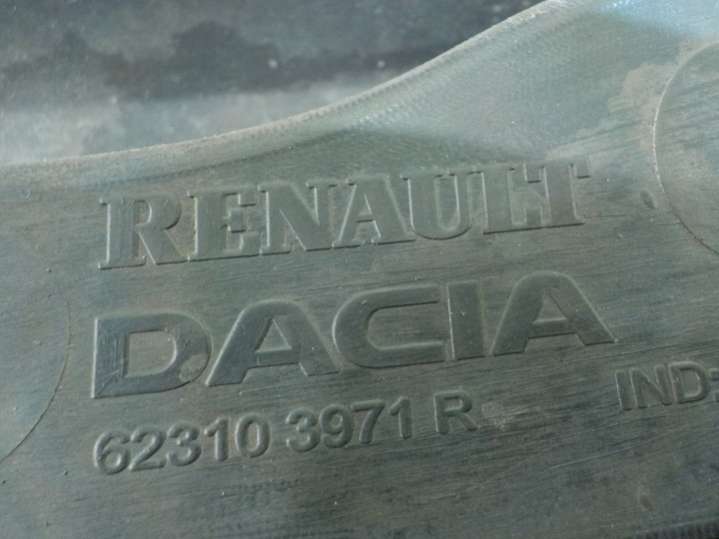 RENAULT
DACIA
62310 3971 R IND-